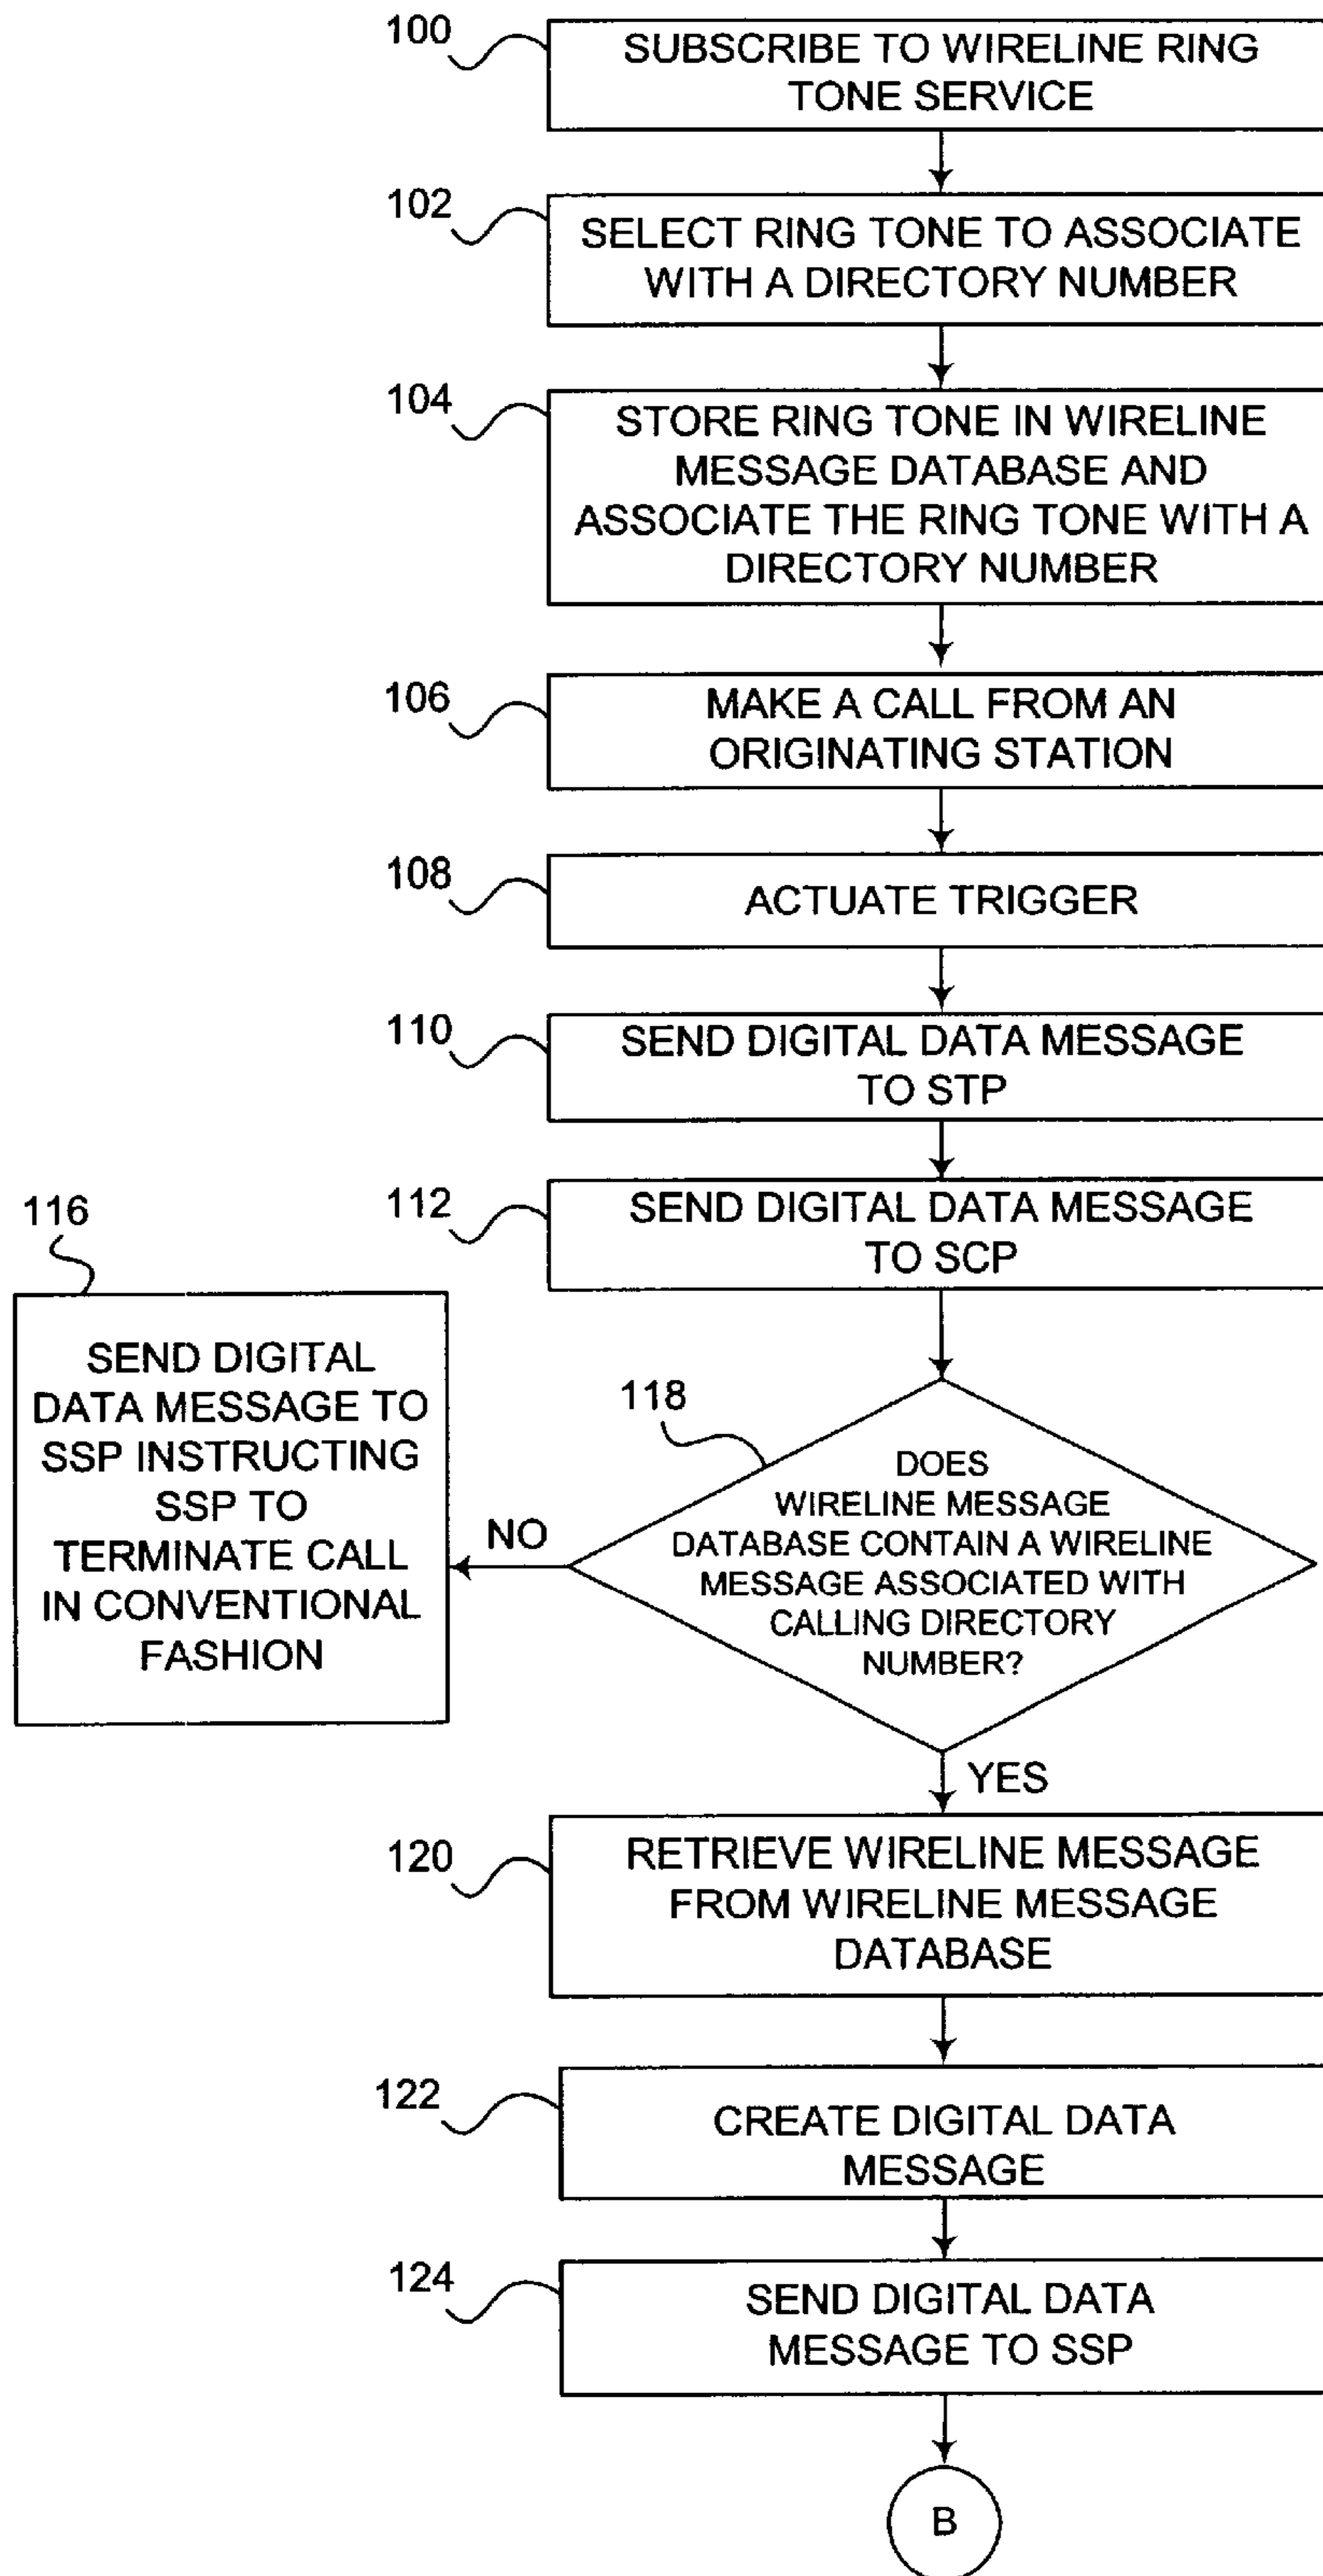 100
SUBSCRIBE TO WIRELINE RING
TONE SERVICE
102
SELECT RING TONE TO ASSOCIATE
WITH A DIRECTORY NUMBER
104
STORE RING TONE IN WIRELINE
MESSAGE DATABASE AND
ASSOCIATE THE RING TONE WITH A
DIRECTORY NUMBER
106
MAKE A CALL FROM AN
ORIGINATING STATION
108
ACTUATE TRIGGER
110
SEND DIGITAL DATA MESSAGE
TO STP
112
SEND DIGITAL DATA MESSAGE
TO SCP
116
SEND DIGITAL
DATA MESSAGE TO
SSP INSTRUCTING
SSP TO
TERMINATE CALL
IN CONVENTIONAL
FASHION
NO
118
DOES
WIRELINE MESSAGE
DATABASE CONTAIN A WIRELINE
MESSAGE ASSOCIATED WITH
CALLING DIRECTORY
NUMBER?
YES
120
RETRIEVE WIRELINE MESSAGE
FROM WIRELINE MESSAGE
DATABASE
122
CREATE DIGITAL DATA
MESSAGE
124
SEND DIGITAL DATA
MESSAGE TO SSP
B